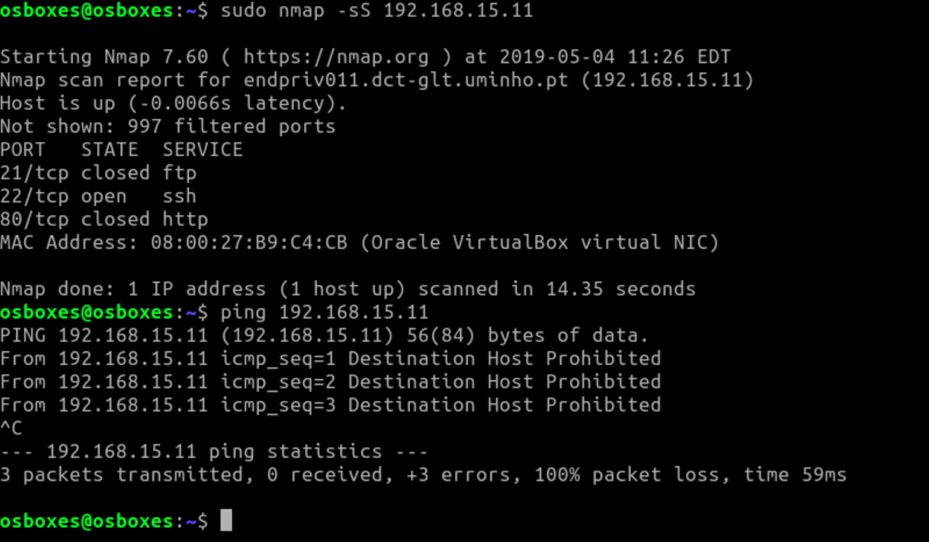 osboxes@osboxes:~$ sudo nmap -sS 192.168.15.11
Starting Nmap 7.60 ( https://nmap.org ) at 2019-05-04 11:26 EDT
Nmap scan report for endpriv011.dct-glt.uminho.pt (192.168.15.11)
Host is up (-0.0066s latency).
Not shown: 997 filtered ports
PORT   STATE  SERVICE
21/tcp closed ftp
22/tcp open   ssh
80/tcp closed http
MAC Address: 08:00:27:B9:C4:CB (Oracle VirtualBox virtual NIC)
Nmap done: 1 IP address (1 host up) scanned in 14.35 seconds
osboxes@osboxes:~$ ping 192.168.15.11
PING 192.168.15.11 (192.168.15.11) 56(84) bytes of data.
From 192.168.15.11 icmp_seq=1 Destination Host Prohibited
From 192.168.15.11 icmp_seq=2 Destination Host Prohibited
From 192.168.15.11 icmp_seq=3 Destination Host Prohibited
^C
--- 192.168.15.11 ping statistics ---
3 packets transmitted, 0 received, +3 errors, 100% packet loss, time 59ms
osboxes@osboxes:~$